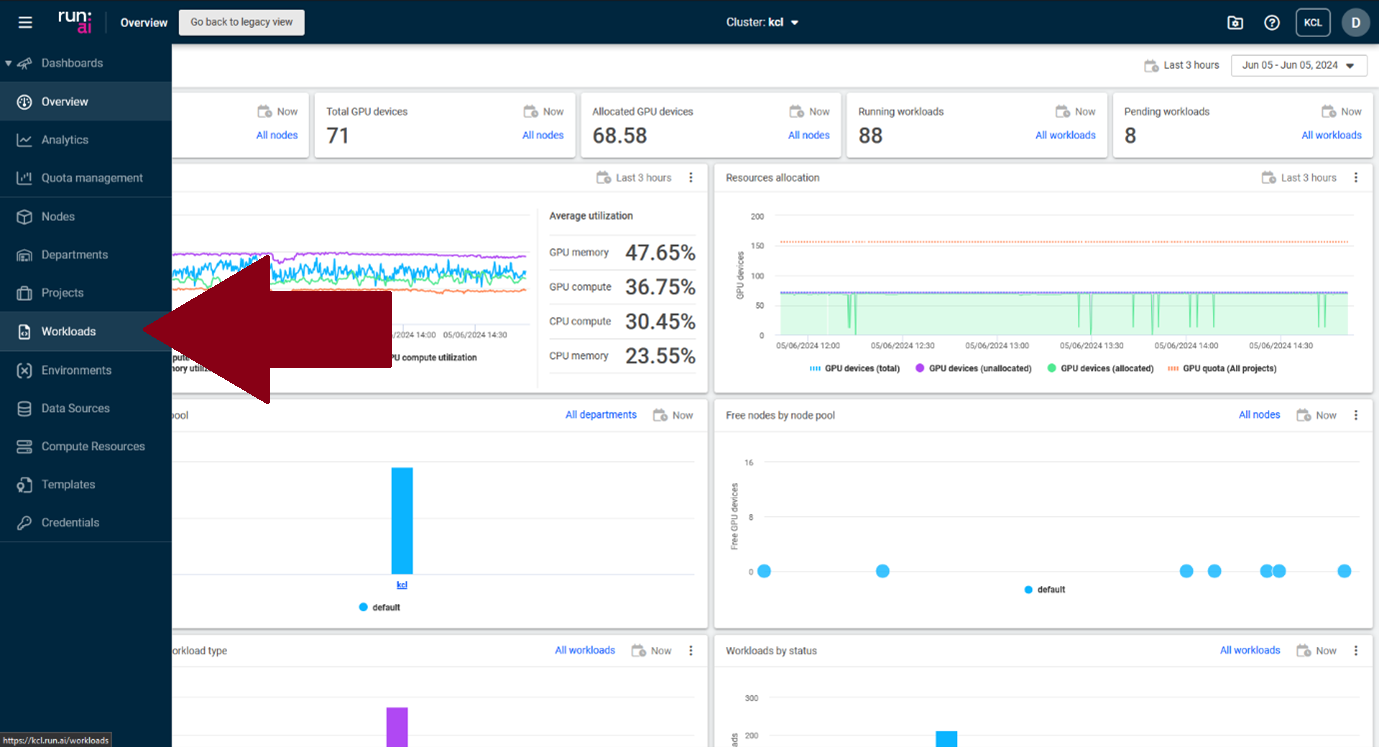 run:
ai
Overview
Go back to legacy view
Cluster: kcl
KCL
D
Dashboards
Overview
Analytics
Quota management
Nodes
Departments
Projects
Workloads
Environments
Data Sources
Compute Resources
Templates
Credentials
https://kcl.run.ai/workloads
Last 3 hours
Jun 05 - Jun 05, 2024
Now
All nodes
Total GPU devices
Now
71
All nodes
Allocated GPU devices
Now
68.58
All nodes
Running workloads
Now
88
All workloads
Pending workloads
Now
8
All workloads
Last 3 hours
Average utilization
GPU memory 47.65%
GPU compute 36.75%
CPU compute 30.45%
CPU memory 23.55%
/2024 14:00 05/06/2024 14:30
PU compute utilization
Resources allocation
Last 3 hours
GPU devices
200
150
100
50
0
05/06/2024 12:00 05/06/2024 12:30 05/06/2024 13:00 05/06/2024 13:30 05/06/2024 14:00 05/06/2024 14:30
GPU devices (total) GPU devices (unallocated) GPU devices (allocated) GPU quota (All projects)
pool
All departments
Now
kcl
default
Free nodes by node pool
All nodes
Now
Free GPU devices
16
8
0
default
orkload type
All workloads
Now
Workloads by status
All workloads
Now
300
200
ads